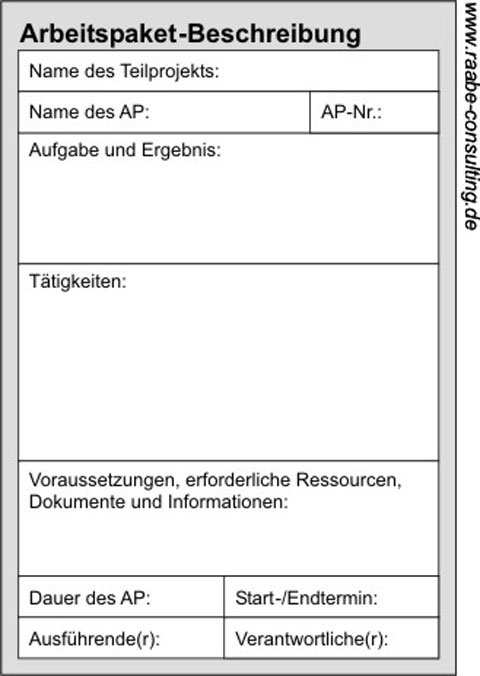 Arbeitspaket-Beschreibung
Name des Teilprojekts:
Name des AP:
AP-Nr.:
Aufgabe und Ergebnis:
Tätigkeiten:
Voraussetzungen, erforderliche Ressourcen,
Dokumente und Informationen:
Dauer des AP:
Start-/Endtermin:
Ausführende(r):
Verantwortliche(r):
www.raabe-consulting.de